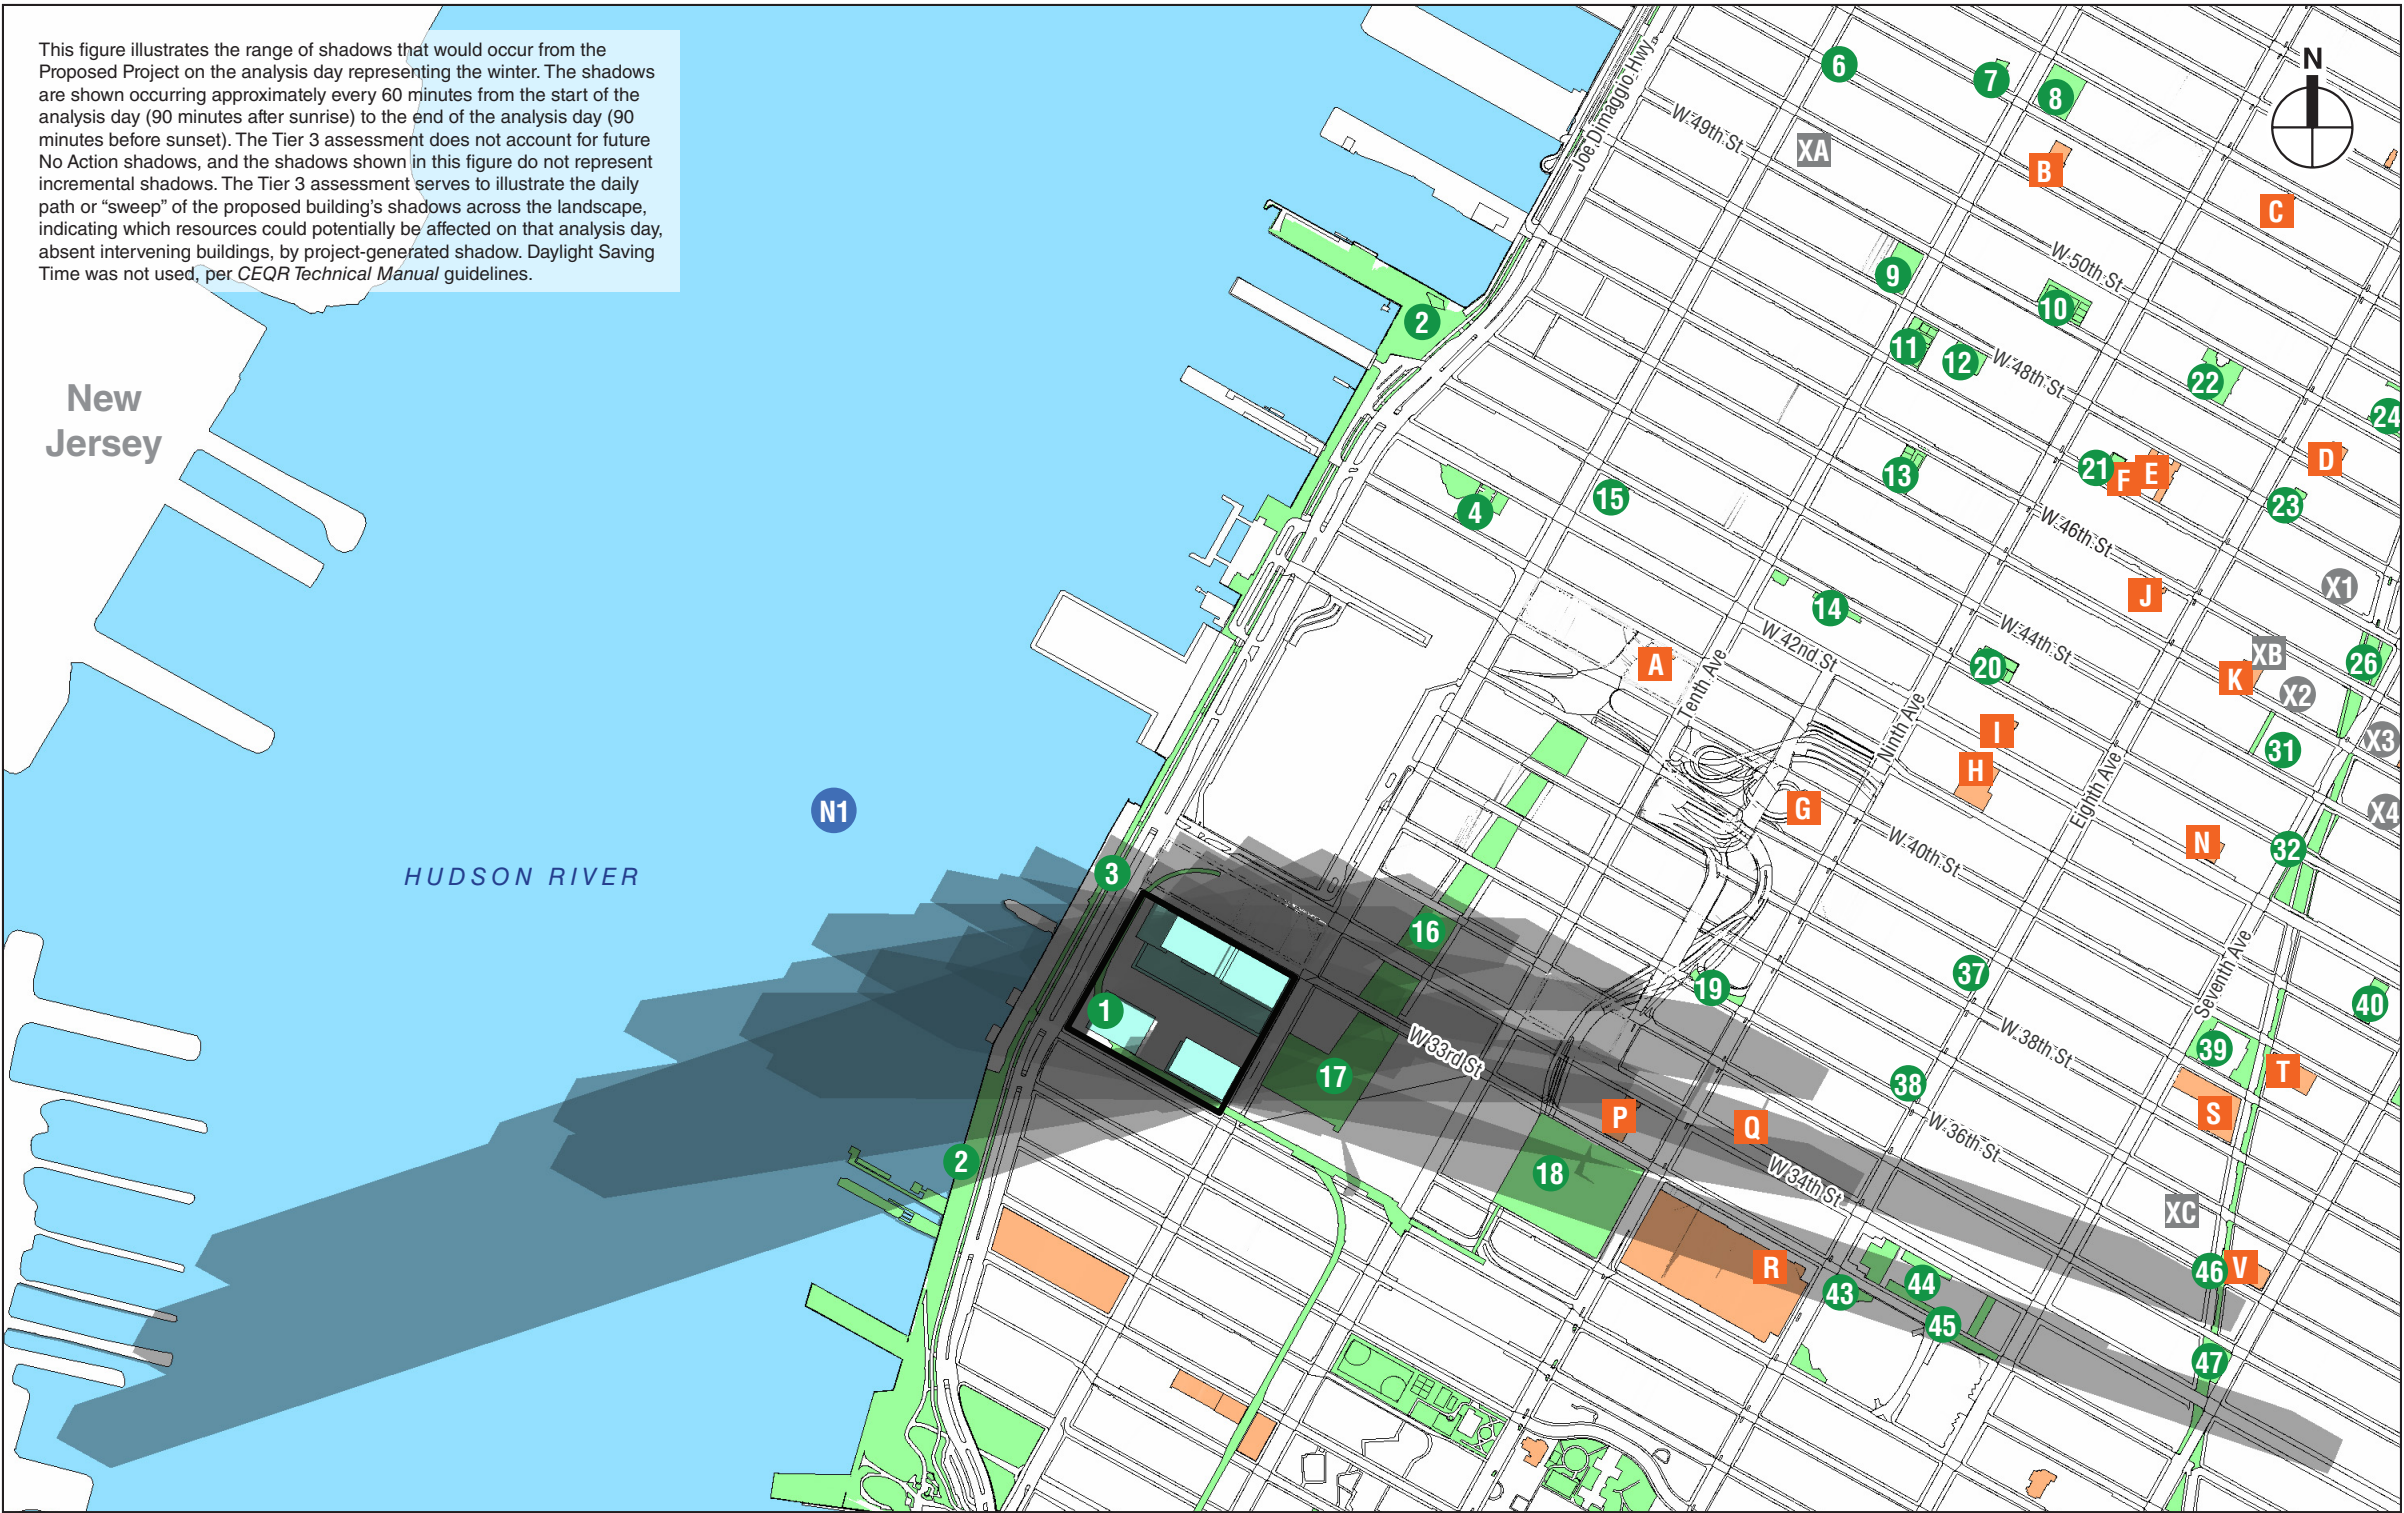 This figure illustrates the range of shadows that would occur from the
Proposed Project on the analysis day representing the winter. The shadows
are shown occurring approximately every 60 minutes from the start of the
analysis day (90 minutes after sunrise) to the end of the analysis day (90
minutes before sunset). The Tier 3 assessment does not account for future
No Action shadows, and the shadows shown in this figure do not represent
incremental shadows. The Tier 3 assessment serves to illustrate the daily
path or “sweep” of the proposed building’s shadows across the landscape,
indicating which resources could potentially be affected on that analysis day,
absent intervening buildings, by project-generated shadow. Daylight Saving
Time was not used, per CEQR Technical Manual guidelines.
N
Joe Dimaggio Hwy
6
7
8
W 49th St
XA
B
C
W 50th St
9
10
2
11
12
W 48th St
22
24
New
Jersey
4
15
13
21
F
E
D
23
W 46th St
X1
J
14
W 42nd St
W 44th St
A
Tenth Ave
20
XB
26
K
X2
Ninth Ave
I
31
X3
H
N1
G
Eighth Ave
X4
HUDSON RIVER
3
W 40th St
N
32
16
19
37
Seventh Ave
40
1
W 33rd St
W 38th St
39
17
38
T
P
Q
W 36th St
S
2
18
W 34th St
XC
R
43
44
46
V
45
47